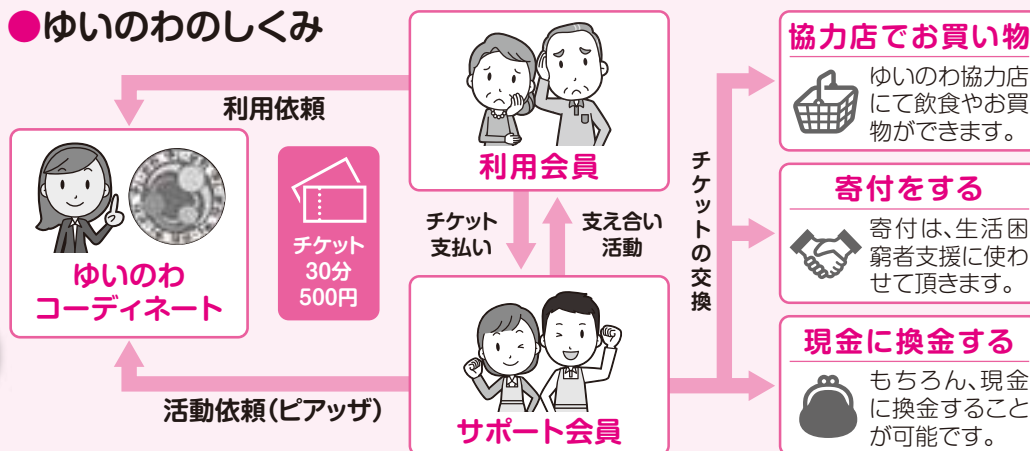 ●ゆいのわのしくみ
利用依頼
ゆいのわ
コーディネート
チケット
30分
500円
利用会員
チケット
支払い
支え合い
活動
サポート会員
活動依頼（ピアッザ）
チケットの交換
協力店でお買い物
ゆいのわ協力店
にて飲食やお買
物ができます。
寄付をする
寄付は、生活困
窮者支援に使わ
せて頂きます。
現金に換金する
もちろん、現金
に換金すること
が可能です。